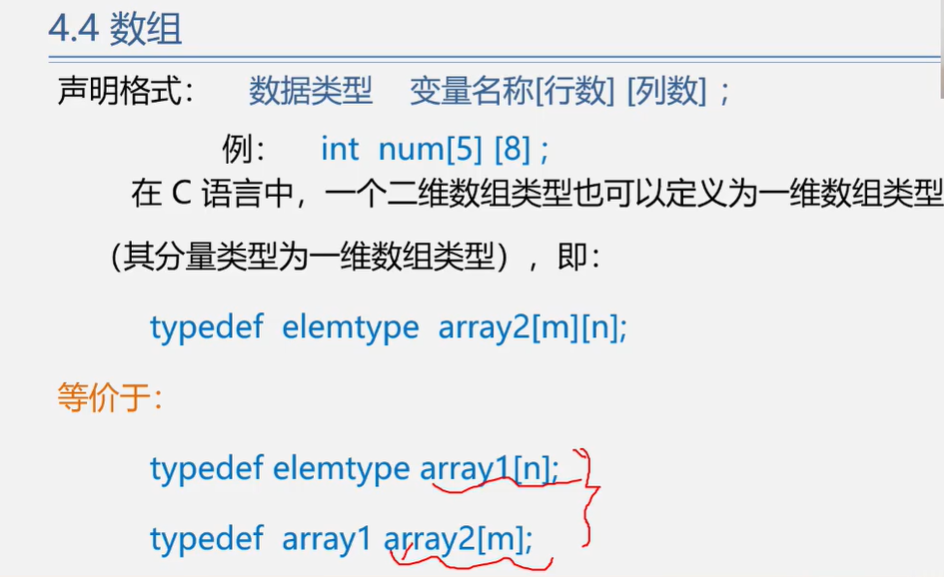 4.4 数组
声明格式： 数据类型 变量名称[行数] [列数] ；
例： int num[5] [8] ;
在 C 语言中，一个二维数组类型也可以定义为一维数组类型
（其分量类型为一维数组类型），即：
typedef elemtype array2[m][n];
等价于：
typedef elemtype array1[n];
typedef array1 array2[m];